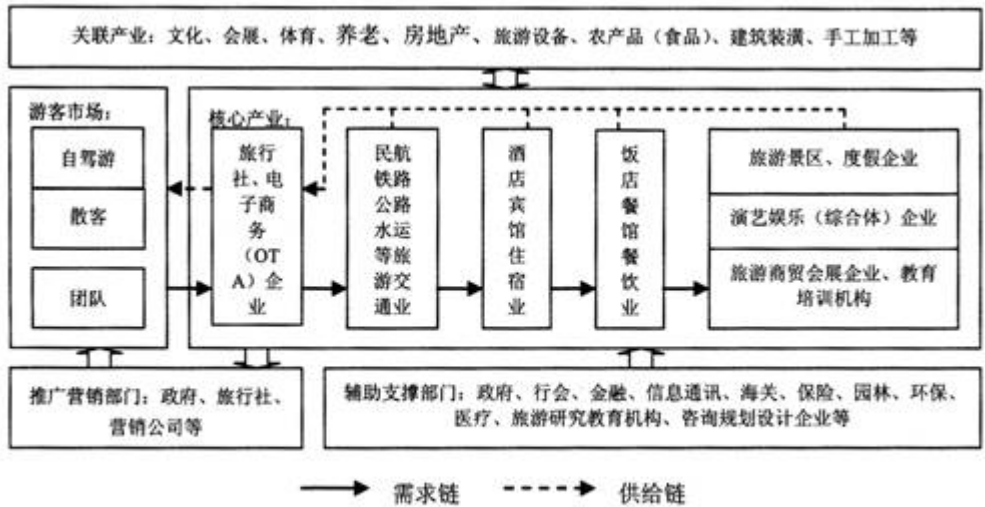 关联产业：文化、会展、体育、养老、房地产、旅游设备、农产品（食品）、建筑装潢、手工加工等
游客市场：
自驾游
散客
团队
核心产业：
旅行
社、电
子商
务
（OT
A）企
业
民航
铁路
公路
水运
等旅
游交
通业
酒
店
宾
馆
住
宿
业
饭
店
餐
馆
餐
饮
业
旅游景区、度假企业
演艺娱乐（综合体）企业
旅游商贸会展企业、教育
培训机构
推广营销部门：政府、旅行社、
营销公司等
辅助支撑部门：政府、行会、金融、信息通讯、海关、保险、园林、环保、
医疗、旅游研究教育机构、咨询规划设计企业等
需求链
供给链